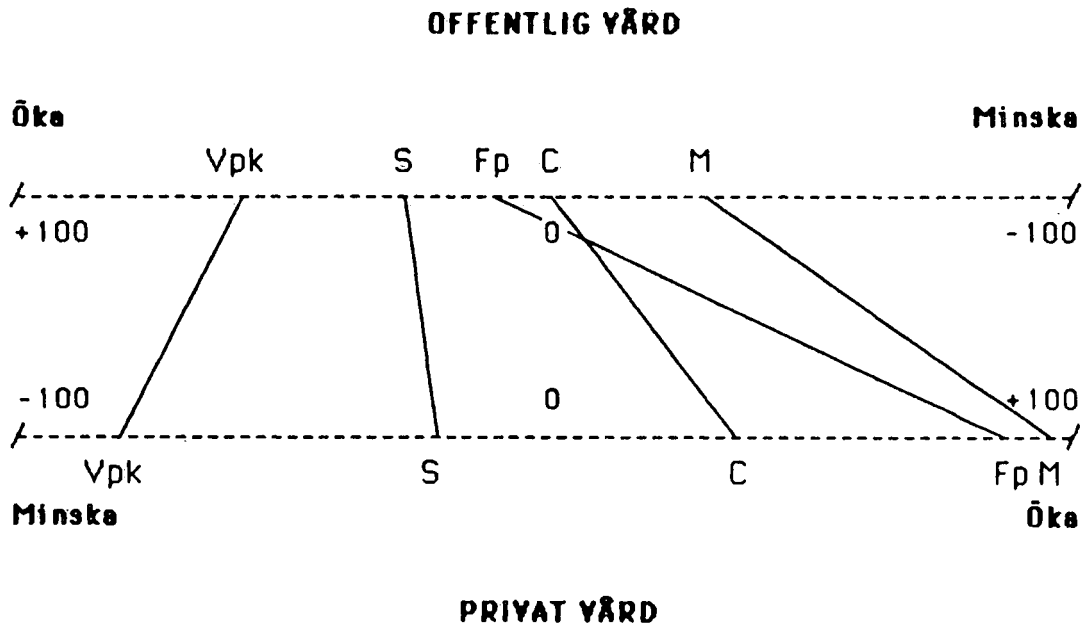 OFFENTLIG VÅRD
Öka Minska
Vpk S Fp C M
+100 0 -100
-100 0 +100
Vpk S C Fp M
Minska Öka
PRIVAT VÅRD